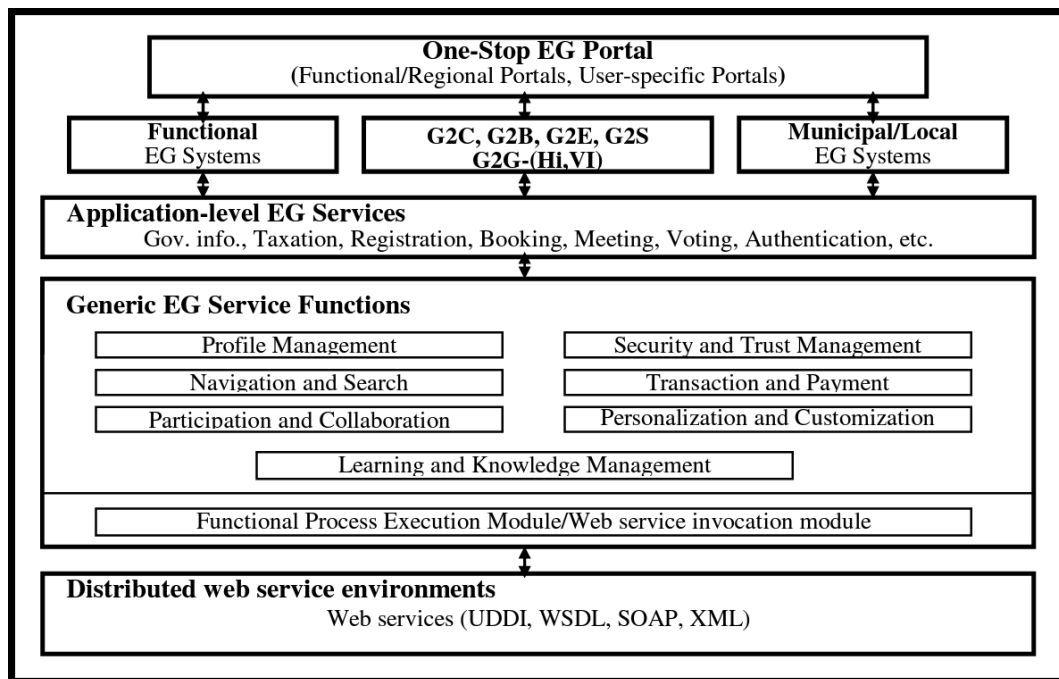 One-Stop EG Portal
(Functional/Regional Portals, User-specific Portals)
Functional
EG Systems
G2C, G2B, G2E, G2S
G2G-(Hi,VI)
Municipal/Local
EG Systems
Application-level EG Services
Gov. info., Taxation, Registration, Booking, Meeting, Voting, Authentication, etc.
Generic EG Service Functions
Profile Management
Security and Trust Management
Navigation and Search
Transaction and Payment
Participation and Collaboration
Personalization and Customization
Learning and Knowledge Management
Functional Process Execution Module/Web service invocation module
Distributed web service environments
Web services (UDDI, WSDL, SOAP, XML)